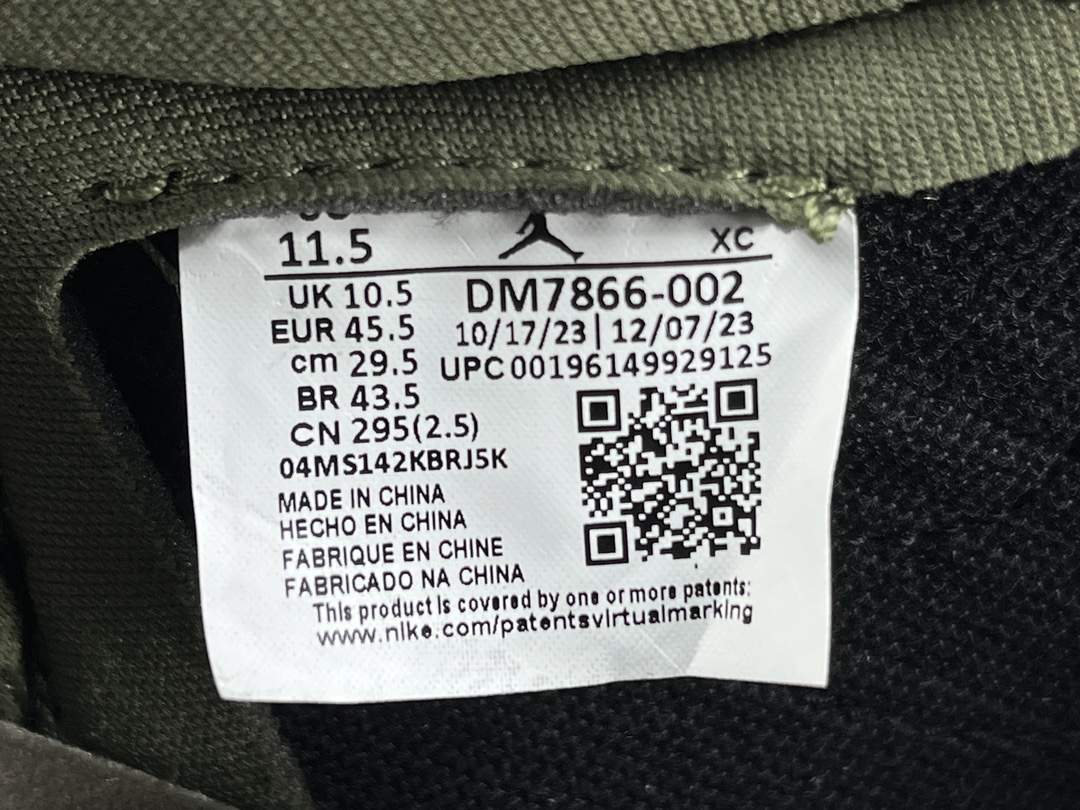 11.5
XC
UK 10.5
DM7866-002
EUR 45.5
10/17/23 | 12/07/23
cm 29.5
UPC 00196149929125
BR 43.5
CN 295(2.5)
04MS142KBRJ5K
MADE IN CHINA
HECHO EN CHINA
FABRIQUE EN CHINE
FABRICADO NA CHINA
This product is covered by one or more patents:
www.nike.com/patentsvirtualmarking